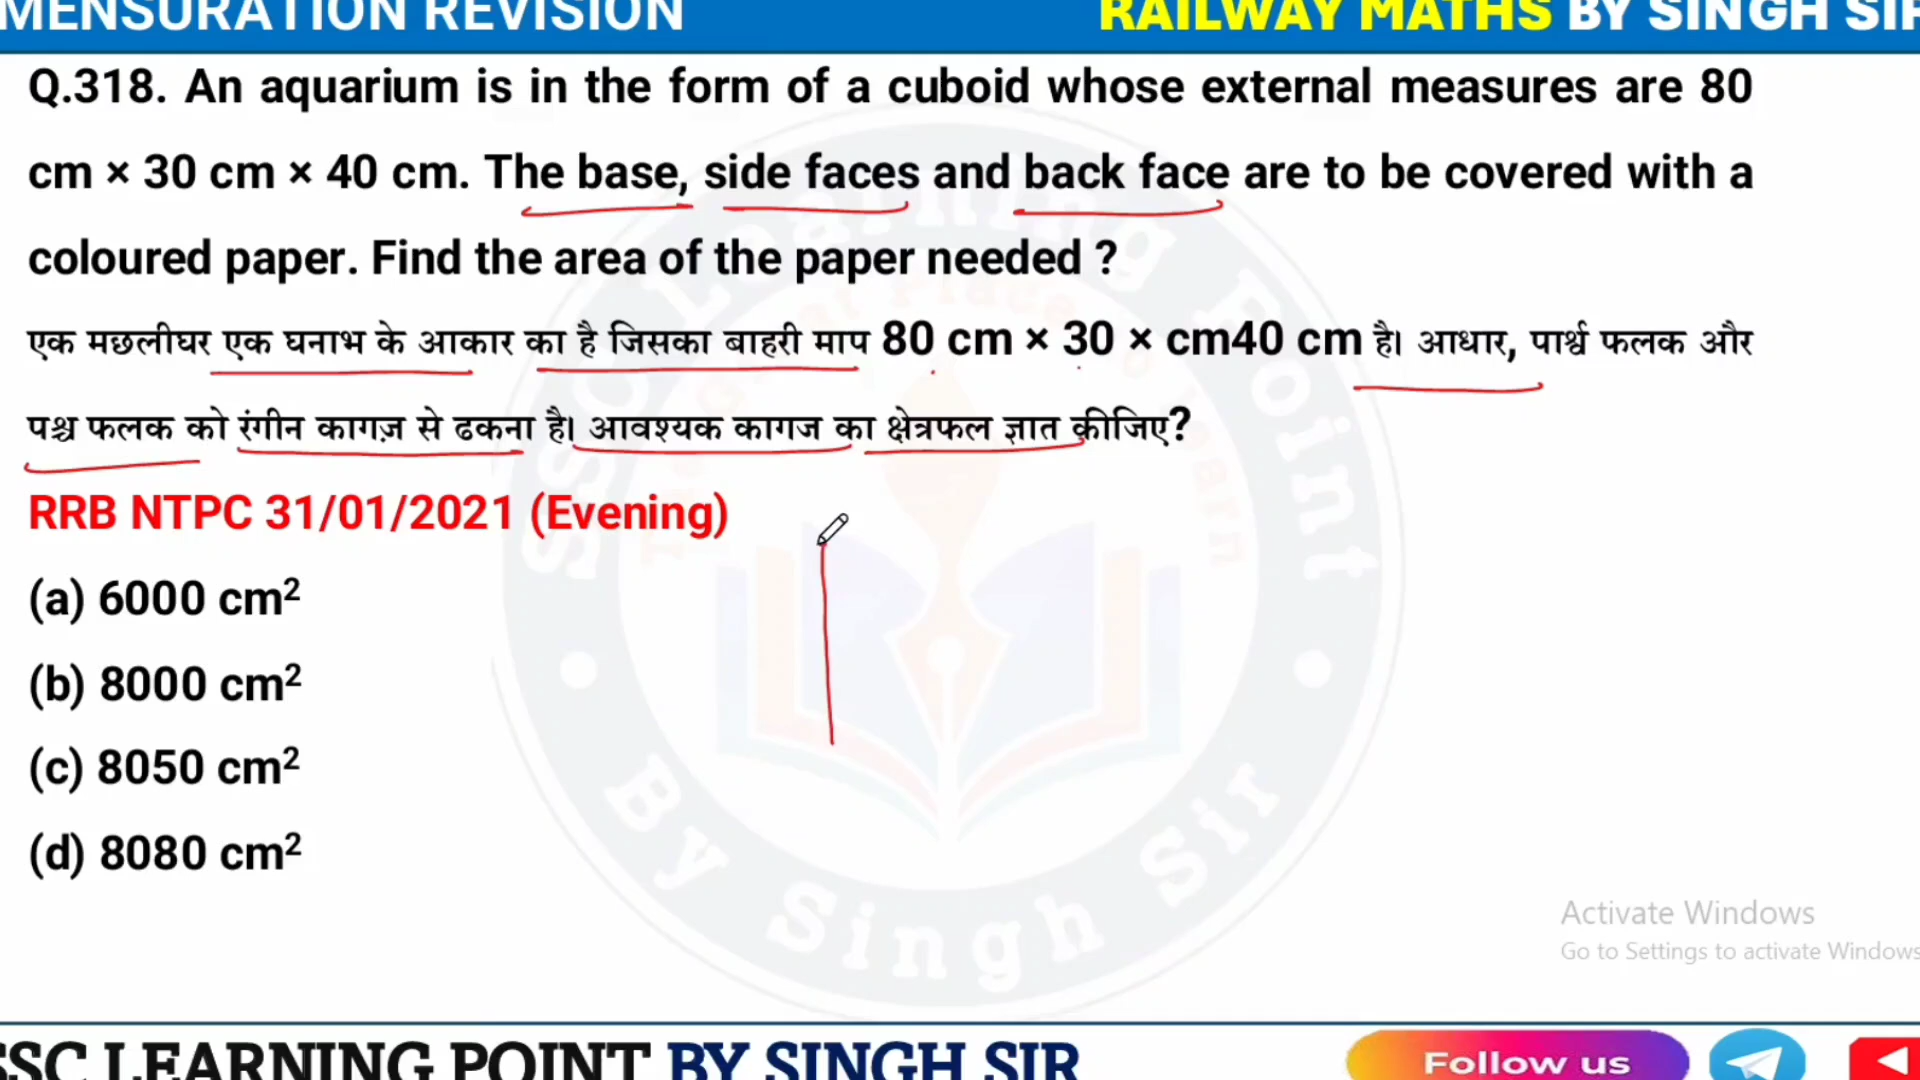 MENSURATION REVISION
RAILWAY MATHS BY SINGH SIR
Q.318. An aquarium is in the form of a cuboid whose external measures are 80
cm × 30 cm × 40 cm. The base, side faces and back face are to be covered with a
coloured paper. Find the area of the paper needed ?
एक मछलीघर एक घनाभ के आकार का है जिसका बाहरी माप 80 cm × 30 × cm40 cm है। आधार, पार्श्व फलक और
पश्च फलक को रंगीन कागज़ से ढकना है। आवश्यक कागज का क्षेत्रफल ज्ञात कीजिए?
RRB NTPC 31/01/2021 (Evening)
(a) 6000 cm²
(b) 8000 cm²
(c) 8050 cm²
(d) 8080 cm²
Learning Point
By Singh Sir
Activate Windows
Go to Settings to activate Windows
SSC LEARNING POINT BY SINGH SIR
Follow us